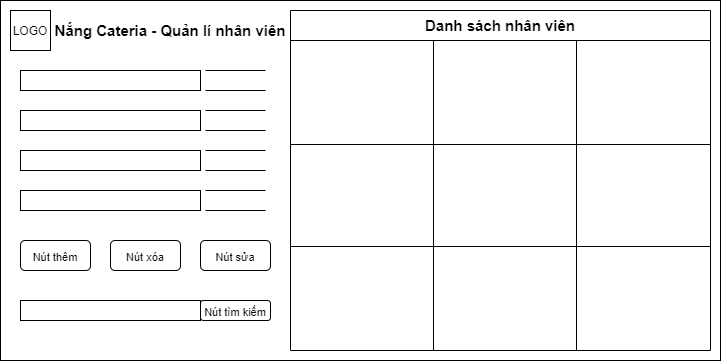 LOGO
Nắng Cateria - Quản lí nhân viên
Danh sách nhân viên
Nút thêm
Nút xóa
Nút sửa
Nút tìm kiếm